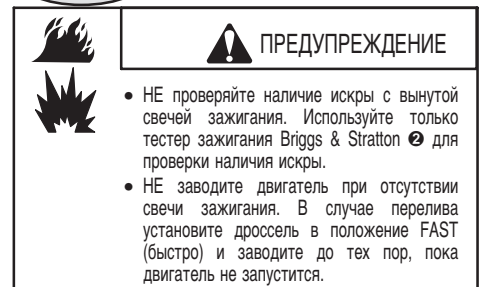 ПРЕДУПРЕЖДЕНИЕ
• НЕ проверяйте наличие искры с вынутой
свечей зажигания. Используйте только
тестер зажигания Briggs & Stratton ❷ для
проверки наличия искры.
• НЕ заводите двигатель при отсутствии
свечи зажигания. В случае перелива
установите дроссель в положение FAST
(быстро) и заводите до тех пор, пока
двигатель не запустится.